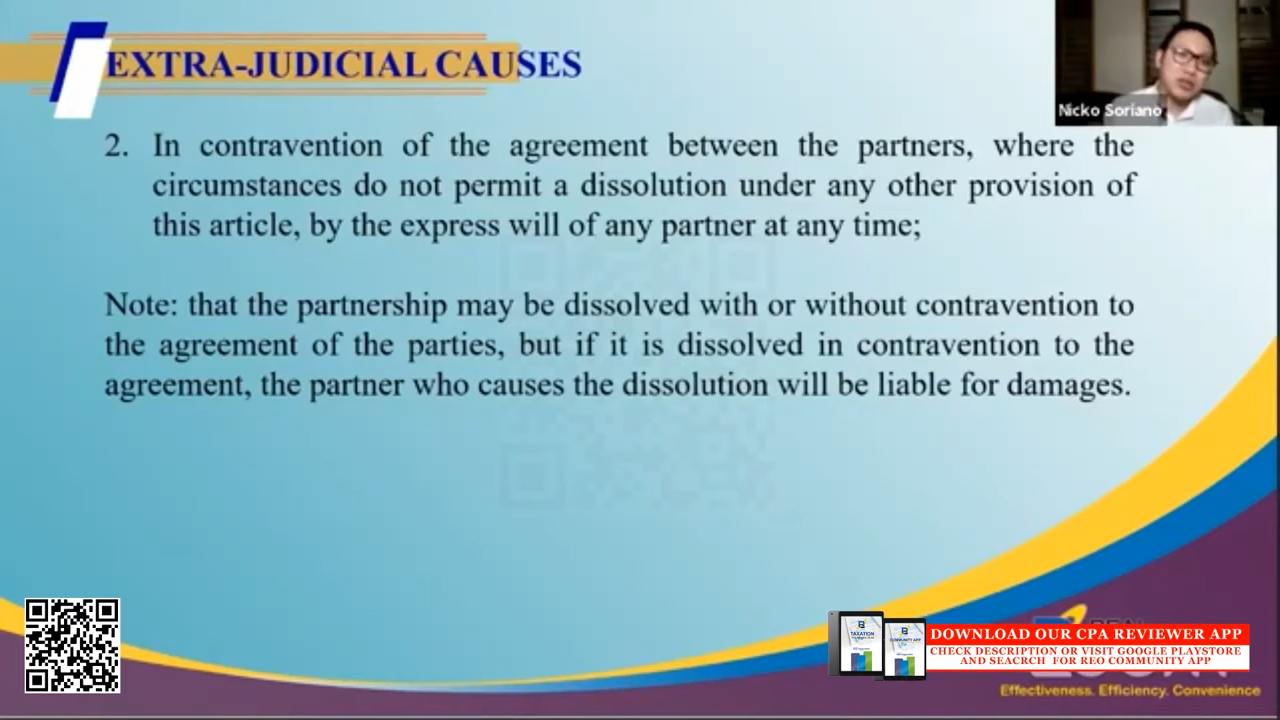 EXTRA-JUDICIAL CAUSES
Nicko Soriano
2. In contravention of the agreement between the partners, where the
circumstances do not permit a dissolution under any other provision of
this article, by the express will of any partner at any time;
Note: that the partnership may be dissolved with or without contravention to
the agreement of the parties, but if it is dissolved in contravention to the
agreement, the partner who causes the dissolution will be liable for damages.
TAXATION
COMMUNITY APP
DOWNLOAD OUR CPA REVIEWER APP
CHECK DESCRIPTION OR VISIT GOOGLE PLAYSTORE
AND SEACRCH FOR REO COMMUNITY APP
Effectiveness. Efficiency. Convenience